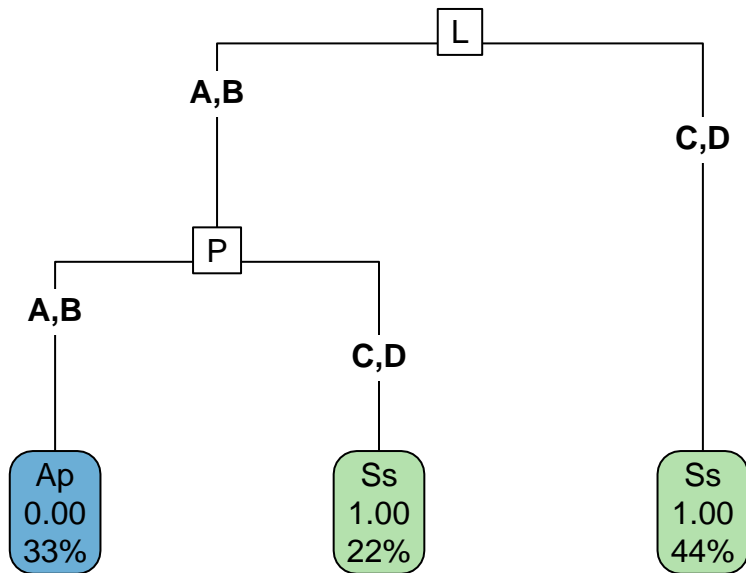 L
A,B
C,D
P
A,B
C,D
Ap
0.00
33%
Ss
1.00
22%
Ss
1.00
44%